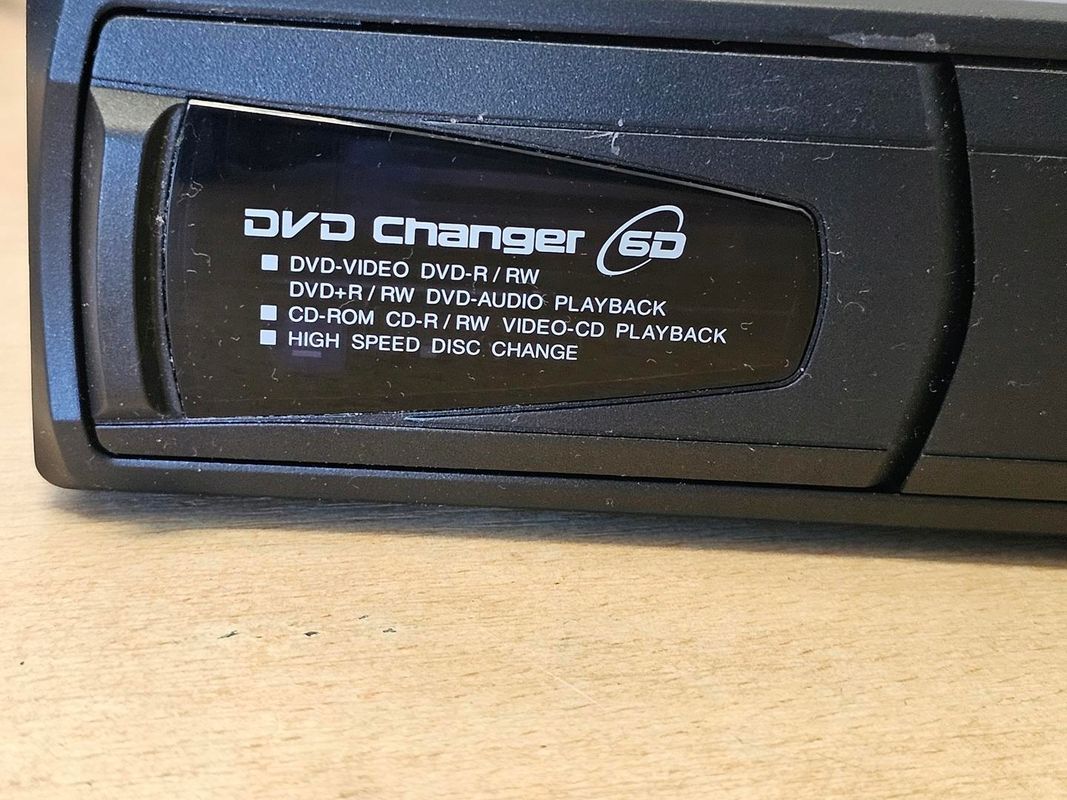 DVD Changer 6D
■ DVD-VIDEO DVD-R / RW
DVD+R / RW DVD-AUDIO PLAYBACK
■ CD-ROM CD-R / RW VIDEO-CD PLAYBACK
■ HIGH SPEED DISC CHANGE